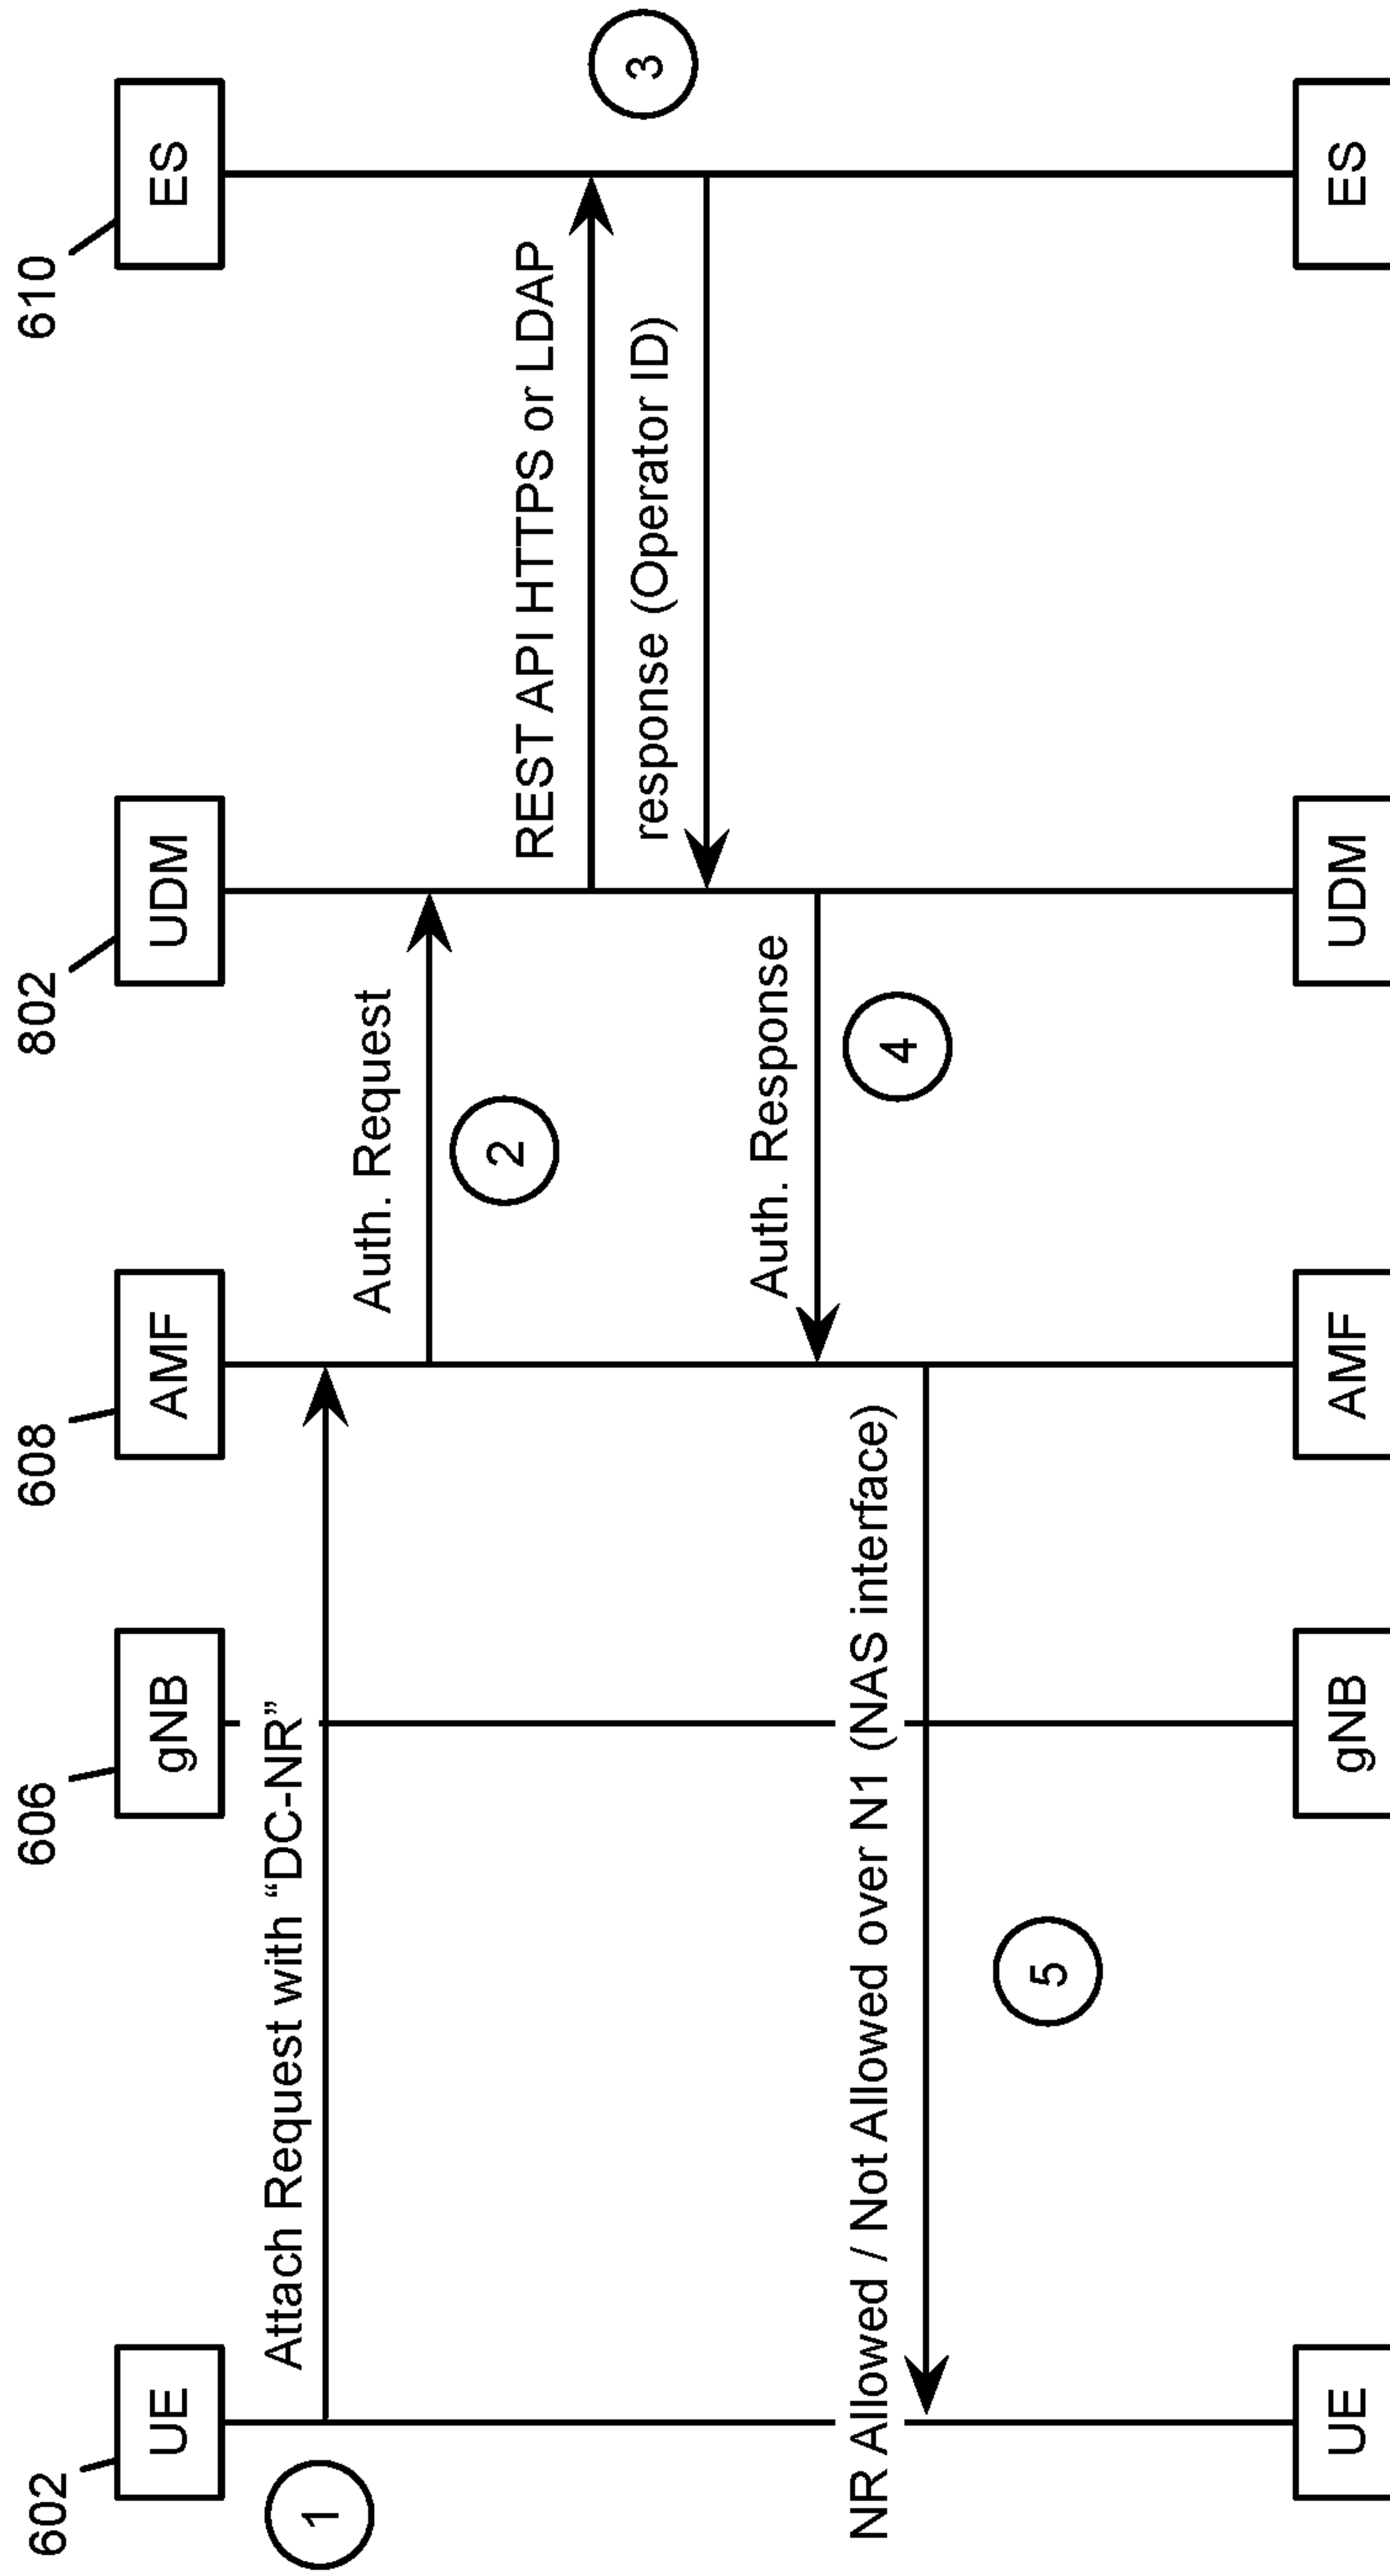 602
606
608
802
610
UE
gNB
AMF
UDM
ES
1
Attach Request with “DC-NR”
Auth. Request
2
REST API HTTPS or LDAP
3
response (Operator ID)
Auth. Response
4
NR Allowed / Not Allowed over N1 (NAS interface)
5
UE
gNB
AMF
UDM
ES